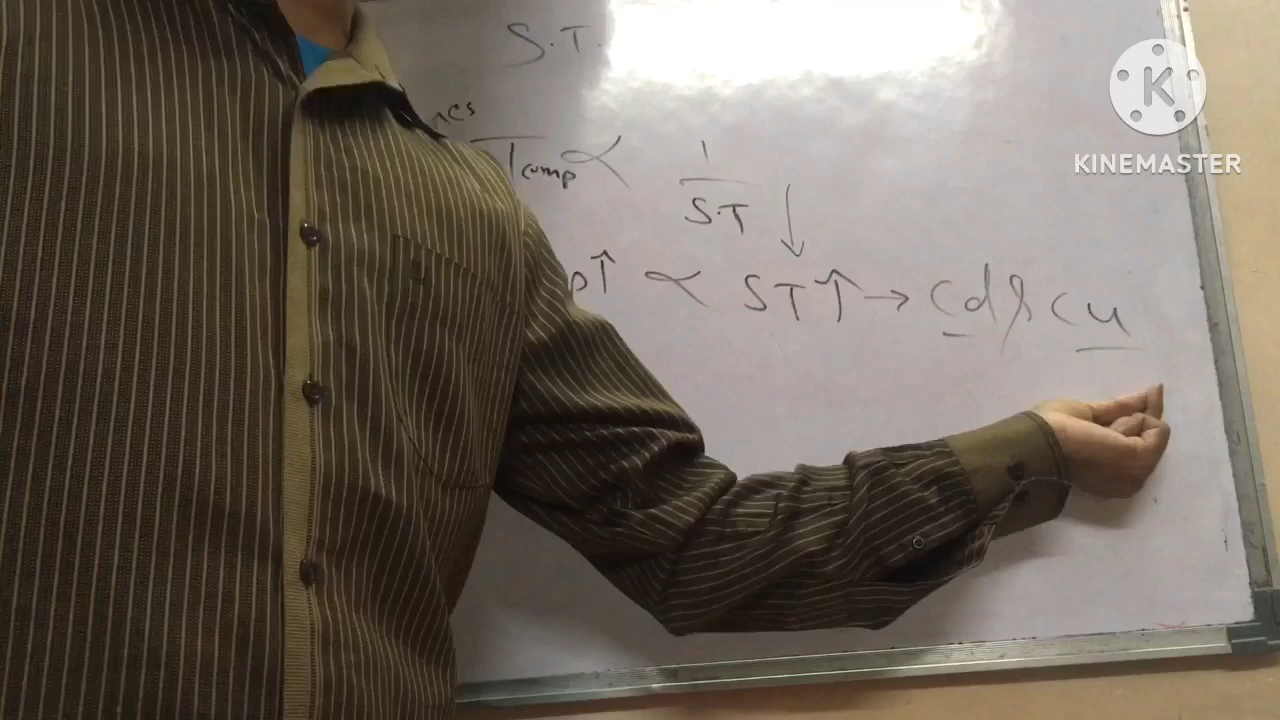 S.T.
KINEMASTER
Temp ∝ 1/S.T
↑ ∝ ST↑ → Cd & Cu